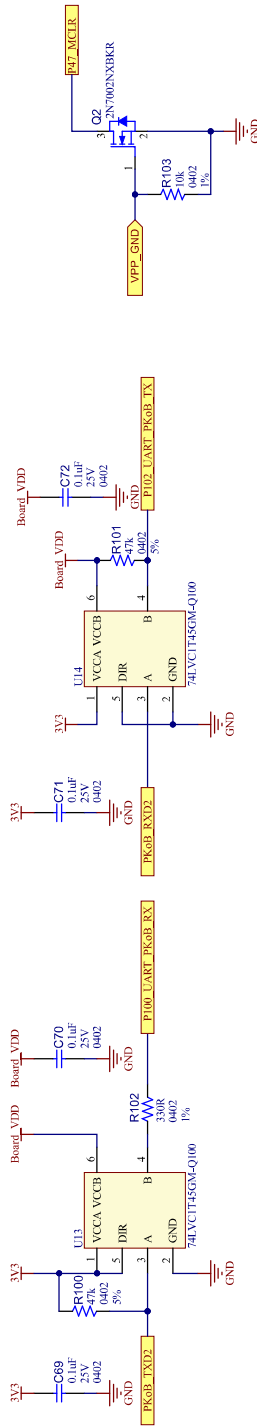 3V3
C69
0.1uF
25V
0402
GND
PKoB_TXD2
3V3
R100
47k
0402
5%
U13
1
VCCA
VCCB
6
5
DIR
3
A
B
4
2
GND
74LVC1T45GM-Q100
GND
Board_VDD
R102
330R
0402
1%
Board_VDD
C70
0.1uF
25V
0402
GND
P100_UART_PKoB_RX
3V3
C71
0.1uF
25V
0402
GND
PKoB_RXD2
3V3
U14
1
VCCA
VCCB
6
5
DIR
3
A
B
4
2
GND
74LVC1T45GM-Q100
GND
Board_VDD
R101
47k
0402
5%
Board_VDD
C72
0.1uF
25V
0402
GND
P102_UART_PKoB_TX
VPP_GND
R103
10k
0402
1%
1
Q2
3
2N7002NXBKR
2
P47_MCLR
GND